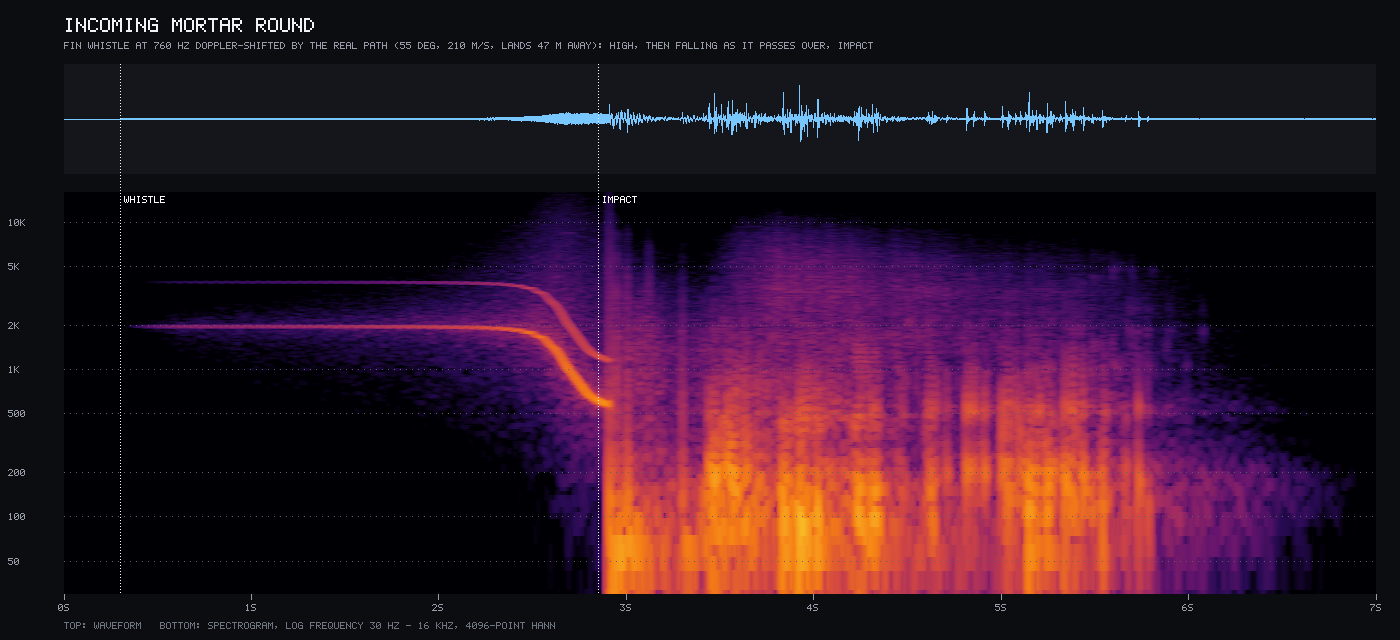 INCOMING MORTAR ROUND
FIN WHISTLE AT 760 HZ DOPPLER-SHIFTED BY THE REAL PATH (55 DEG, 210 M/S, LANDS 47 M AWAY): HIGH, THEN FALLING AS IT PASSES OVER, IMPACT
WHISTLE
IMPACT
10K
5K
2K
1K
500
200
100
50
0S
1S
2S
3S
4S
5S
6S
7S
TOP: WAVEFORM   BOTTOM: SPECTROGRAM, LOG FREQUENCY 30 HZ - 16 KHZ, 4096-POINT HANN